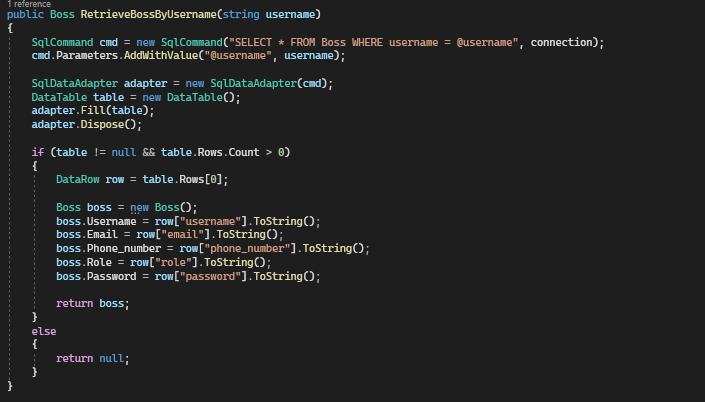 1 reference
public Boss RetrieveBossByUsername(string username)
{
    SqlCommand cmd = new SqlCommand("SELECT * FROM Boss WHERE username = @username", connection);
    cmd.Parameters.AddWithValue("@username", username);

    SqlDataAdapter adapter = new SqlDataAdapter(cmd);
    DataTable table = new DataTable();
    adapter.Fill(table);
    adapter.Dispose();

    if (table != null && table.Rows.Count > 0)
    {
        DataRow row = table.Rows[0];

        Boss boss = new Boss();
        boss.Username = row["username"].ToString();
        boss.Email = row["email"].ToString();
        boss.Phone_number = row["phone_number"].ToString();
        boss.Role = row["role"].ToString();
        boss.Password = row["password"].ToString();

        return boss;
    }
    else
    {
        return null;
    }
}